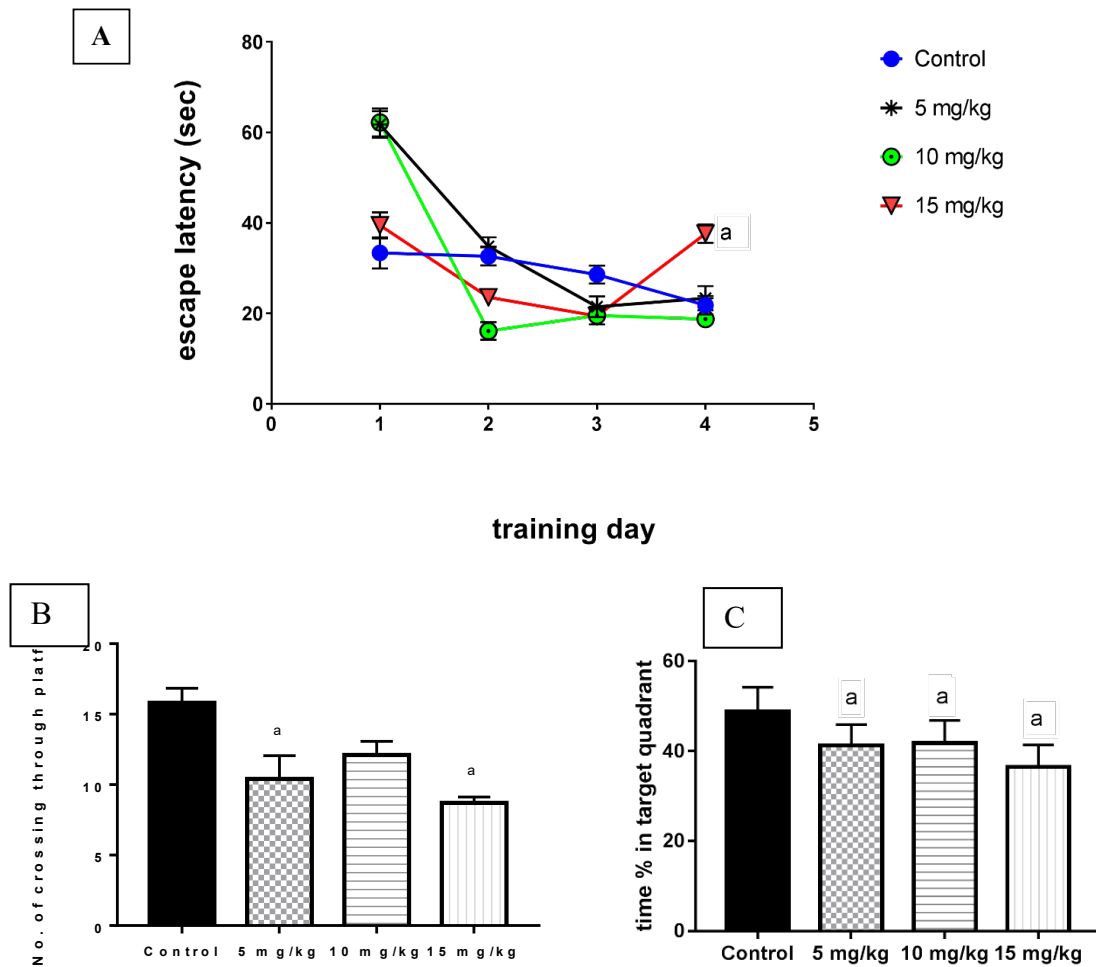 A
80
60
40
20
0
escape latency (sec)
0 1 2 3 4 5
training day
Control
5 mg/kg
10 mg/kg
15 mg/kg
a
B
No. of crossing through platf
20
15
10
5
0
a
a
Control 5 mg/kg 10 mg/kg 15 mg/kg
C
time % in target quadrant
60
40
20
0
a
a
a
Control 5 mg/kg 10 mg/kg 15 mg/kg